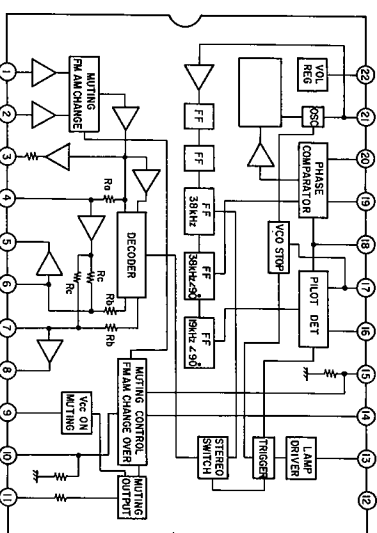 1
2
3
4
5
6
7
8
9
10
11
12
13
14
15
16
17
18
19
20
21
22
MUTING
FM AM CHANGE
Ra
DECODER
Rc
Rc
Rb
Rb
FF
FF
FF
38kHz
FF
38kHz∠90°
FF
19kHz∠90°
VOL
REG
OSC
PHASE
COMPARATOR
VCO STOP
PILOT
DET
Vcc ON
MUTING
MUTING CONTROL
FM AM CHANGE OVER
MUTING
OUTPUT
STEREO
SWITCH
TRIGGER
LAMP
DRIVER